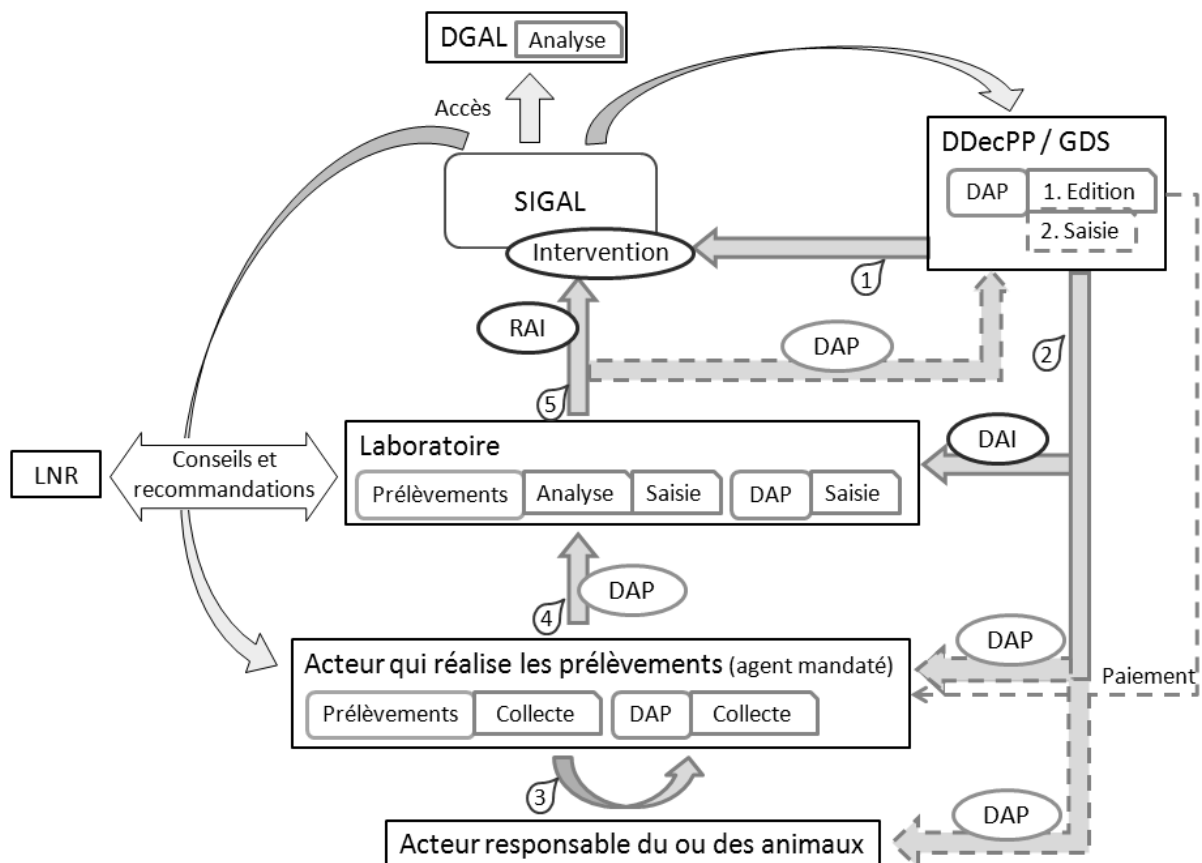 DGAL Analyse
Accès
SIGAL
Intervention
DDecPP / GDS
DAP 1. Edition
2. Saisie
1
RAI
DAP
2
5
Laboratoire
Prélèvements Analyse Saisie DAP Saisie
DAI
LNR
Conseils et
recommandations
DAP
4
Acteur qui réalise les prélèvements (agent mandaté)
Prélèvements Collecte DAP Collecte
DAP
Paiement
3
DAP
Acteur responsable du ou des animaux